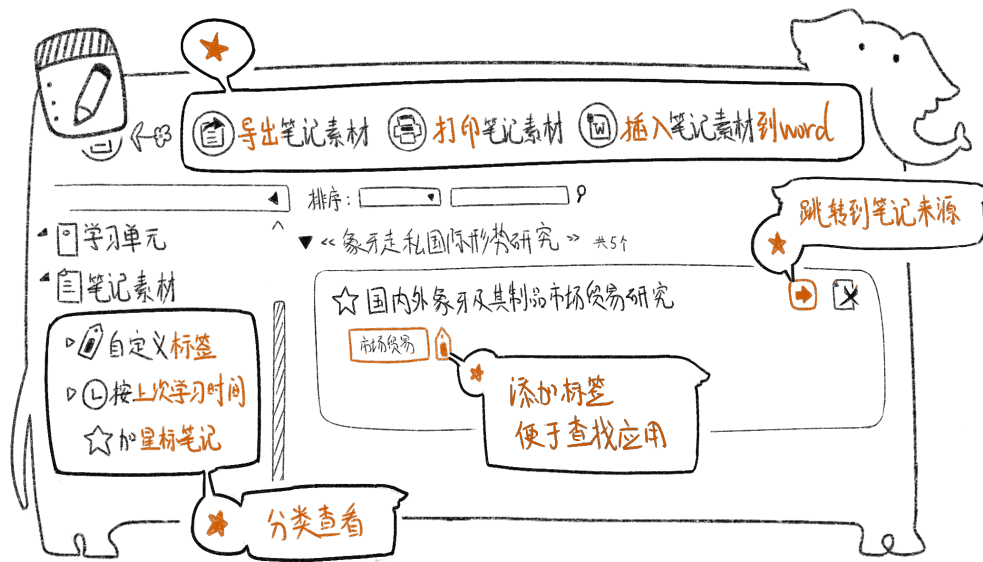 导出笔记素材 打印笔记素材 插入笔记素材到word
跳转到笔记来源
排序:
学习单元
笔记素材
《象牙走私国际形势研究》 共5个
国内外象牙及其制品市场贸易研究
市场贸易
自定义标签
按上次学习时间
加星标笔记
添加标签
便于查找应用
分类查看